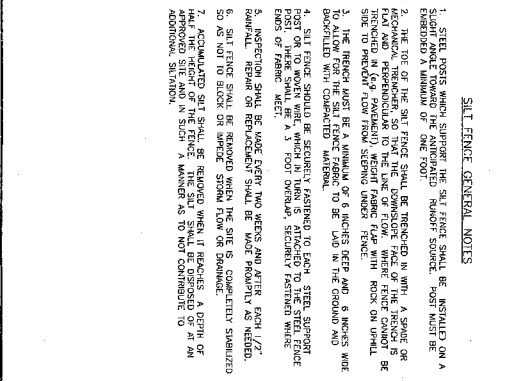 SILT FENCE GENERAL NOTES
1. STEEL POSTS WHICH SUPPORT THE SILT FENCE SHALL BE INSTALLED ON A
SLIGHT ANGLE TOWARD THE ANTICIPATED RUNOFF SOURCE. POST MUST BE
EMBEDDED A MINIMUM OF ONE FOOT.
2. THE TOE OF THE SILT FENCE SHALL BE TRENCHED IN WITH A SPADE OR
MECHANICAL TRENCHER, SO THAT THE DOWNSLOPE FACE OF THE TRENCH IS
FLAT AND PERPENDICULAR TO THE LINE OF FLOW. WHERE FENCE CANNOT BE
TRENCHED IN (e.g. PAVEMENT), WEIGHT FABRIC FLAP WITH ROCK ON UPHILL
SIDE TO PREVENT FLOW FROM SEEPING UNDER FENCE.
3. THE TRENCH MUST BE A MINIMUM OF 6 INCHES DEEP AND 6 INCHES WIDE
TO ALLOW FOR THE SILT FENCE FABRIC TO BE LAID IN THE GROUND AND
BACKFILLED WITH COMPACTED MATERIAL.
4. SILT FENCE SHOULD BE SECURELY FASTENED TO EACH STEEL SUPPORT
POST OR TO WOVEN WIRE, WHICH IN TURN IS ATTACHED TO THE STEEL FENCE
POST. THERE SHALL BE A 3 FOOT OVERLAP, SECURELY FASTENED WHERE
ENDS OF FABRIC MEET.
5. INSPECTION SHALL BE MADE EVERY TWO WEEKS AND AFTER EACH 1/2"
RAINFALL. REPAIR OR REPLACEMENT SHALL BE MADE PROMPTLY AS NEEDED.
6. SILT FENCE SHALL BE REMOVED WHEN THE SITE IS COMPLETELY STABILIZED
SO AS NOT TO BLOCK OR IMPEDE STORM FLOW OR DRAINAGE.
7. ACCUMULATED SILT SHALL BE REMOVED WHEN IT REACHES A DEPTH OF
HALF THE HEIGHT OF THE FENCE. THE SILT SHALL BE DISPOSED OF AT AN
APPROVED SITE AND IN SUCH A MANNER AS TO NOT CONTRIBUTE TO
ADDITIONAL SILTATION.